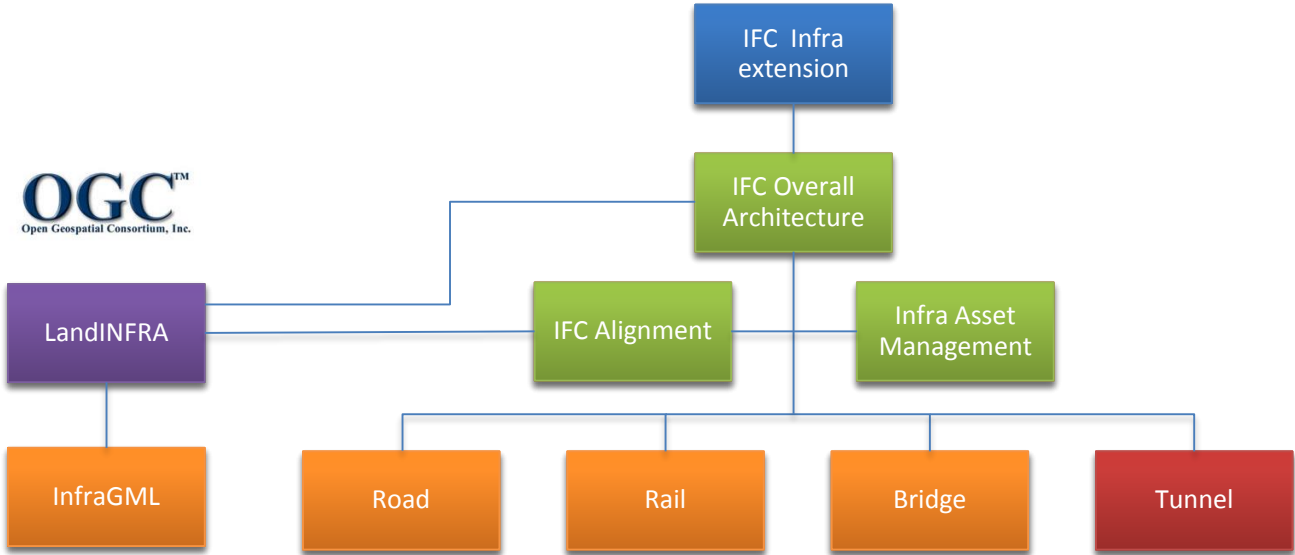 IFC Infra
extension
IFC Overall
Architecture
OGC™
Open Geospatial Consortium, Inc.
LandINFRA
IFC Alignment
Infra Asset
Management
InfraGML
Road
Rail
Bridge
Tunnel